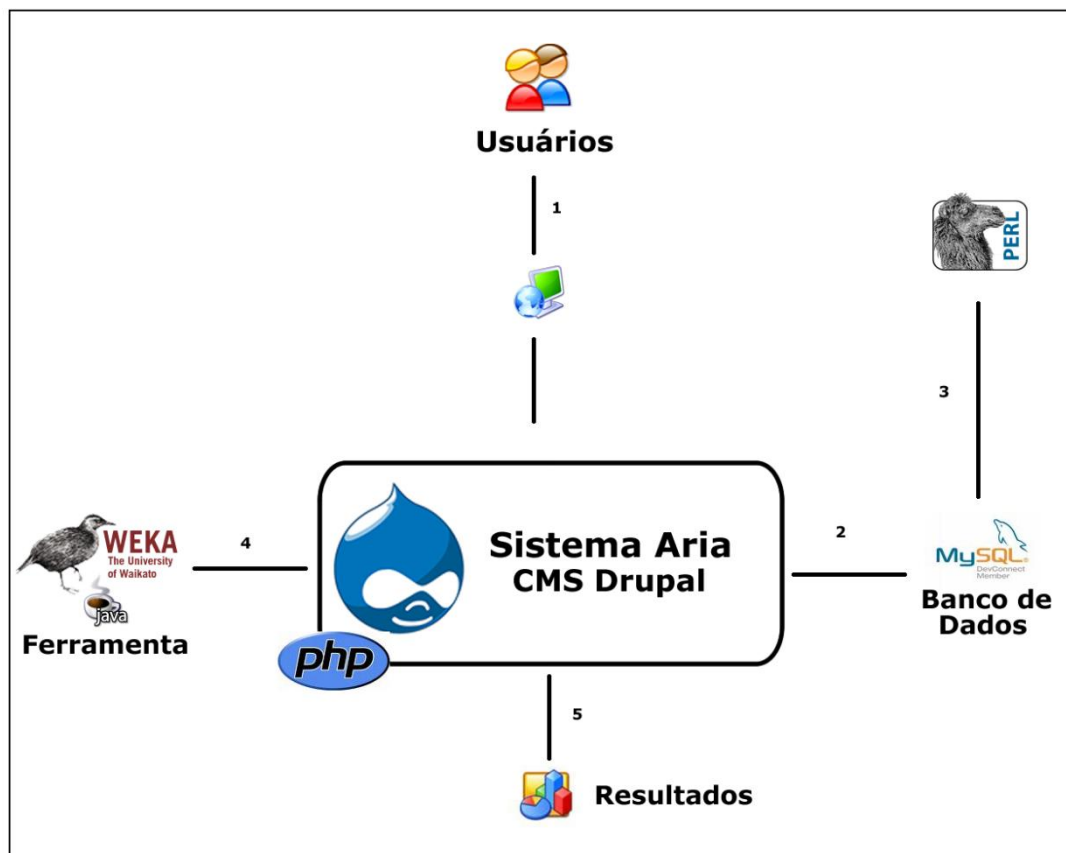 Usuários
1
PERL
3
WEKA
The University
of Waikato
java
Ferramenta
4
Sistema Aria
CMS Drupal
php
2
MySQL
DevConnect
Member
Banco de
Dados
5
Resultados